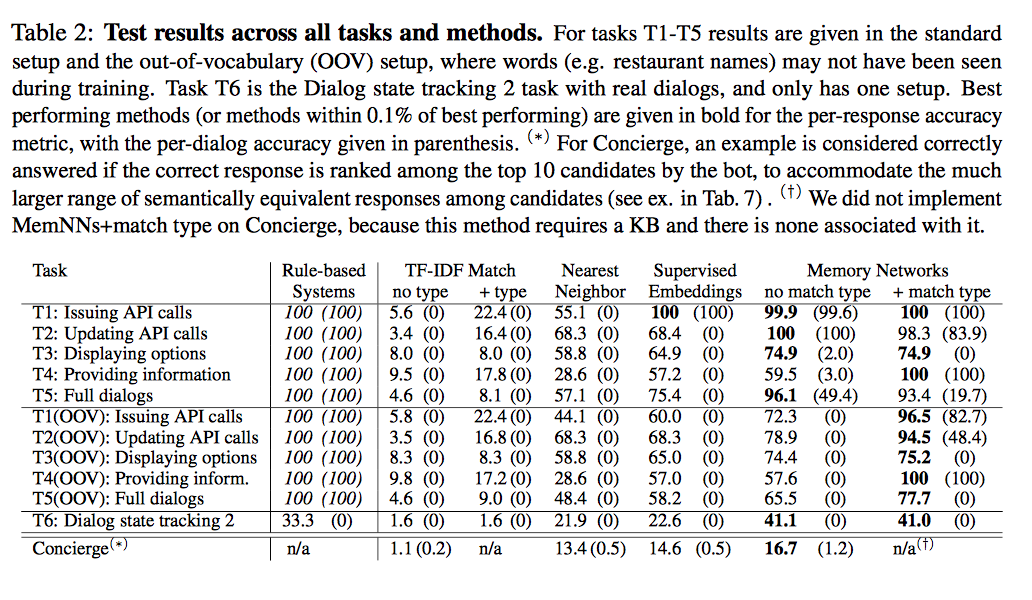 Table 2: Test results across all tasks and methods. For tasks T1-T5 results are given in the standard
setup and the out-of-vocabulary (OOV) setup, where words (e.g. restaurant names) may not have been seen
during training. Task T6 is the Dialog state tracking 2 task with real dialogs, and only has one setup. Best
performing methods (or methods within 0.1% of best performing) are given in bold for the per-response accuracy
metric, with the per-dialog accuracy given in parenthesis. (*) For Concierge, an example is considered correctly
answered if the correct response is ranked among the top 10 candidates by the bot, to accommodate the much
larger range of semantically equivalent responses among candidates (see ex. in Tab. 7) . (†) We did not implement
MemNNs+match type on Concierge, because this method requires a KB and there is none associated with it.
Task Rule-based TF-IDF Match Nearest Supervised Memory Networks
Systems no type + type Neighbor Embeddings no match type + match type
T1: Issuing API calls 100 (100) 5.6 (0) 22.4 (0) 55.1 (0) 100 (100) 99.9 (99.6) 100 (100)
T2: Updating API calls 100 (100) 3.4 (0) 16.4 (0) 68.3 (0) 68.4 (0) 100 (100) 98.3 (83.9)
T3: Displaying options 100 (100) 8.0 (0) 8.0 (0) 58.8 (0) 64.9 (0) 74.9 (2.0) 74.9 (0)
T4: Providing information 100 (100) 9.5 (0) 17.8 (0) 28.6 (0) 57.2 (0) 59.5 (3.0) 100 (100)
T5: Full dialogs 100 (100) 4.6 (0) 8.1 (0) 57.1 (0) 75.4 (0) 96.1 (49.4) 93.4 (19.7)
T1(OOV): Issuing API calls 100 (100) 5.8 (0) 22.4 (0) 44.1 (0) 60.0 (0) 72.3 (0) 96.5 (82.7)
T2(OOV): Updating API calls 100 (100) 3.5 (0) 16.8 (0) 68.3 (0) 68.3 (0) 78.9 (0) 94.5 (48.4)
T3(OOV): Displaying options 100 (100) 8.3 (0) 8.3 (0) 58.8 (0) 65.0 (0) 74.4 (0) 75.2 (0)
T4(OOV): Providing inform. 100 (100) 9.8 (0) 17.2 (0) 28.6 (0) 57.0 (0) 57.6 (0) 100 (100)
T5(OOV): Full dialogs 100 (100) 4.6 (0) 9.0 (0) 48.4 (0) 58.2 (0) 65.5 (0) 77.7 (0)
T6: Dialog state tracking 2 33.3 (0) 1.6 (0) 1.6 (0) 21.9 (0) 22.6 (0) 41.1 (0) 41.0 (0)
Concierge(*) n/a 1.1 (0.2) n/a 13.4 (0.5) 14.6 (0.5) 16.7 (1.2) n/a(†)